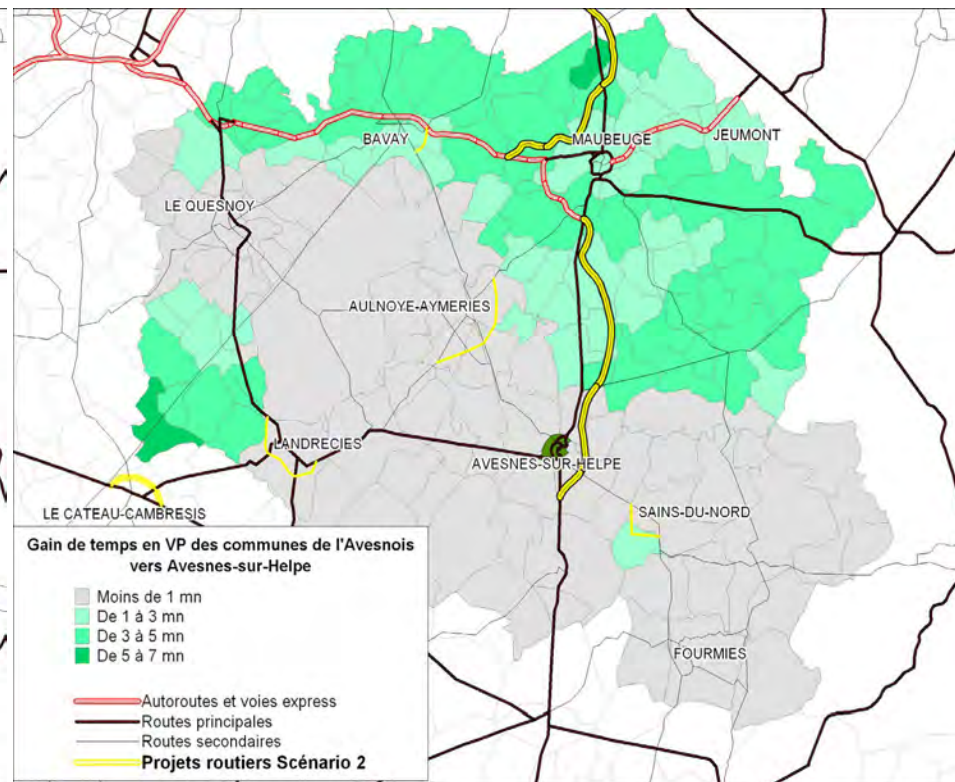 BAVAY
MAUBEUGE
JEUMONT
LE QUESNOY
AULNOYE-AYMERIES
LANDRECIES
AVESNES-SUR-HELPE
LE CATEAU-CAMBRESIS
SAINS-DU-NORD
FOURMIES
Gain de temps en VP des communes de l'Avesnois
vers Avesnes-sur-Helpe
Moins de 1 mn
De 1 à 3 mn
De 3 à 5 mn
De 5 à 7 mn
Autoroutes et voies express
Routes principales
Routes secondaires
Projets routiers Scénario 2